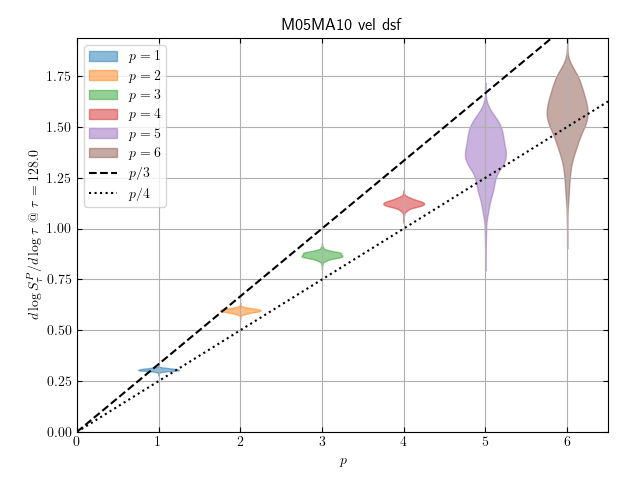 M05MA10 vel dsf
d log S_τ^P / d log τ @ τ = 128.0
1.75
1.50
1.25
1.00
0.75
0.50
0.25
0.00
p = 1
p = 2
p = 3
p = 4
p = 5
p = 6
p/3
p/4
0 1 2 3 4 5 6
p